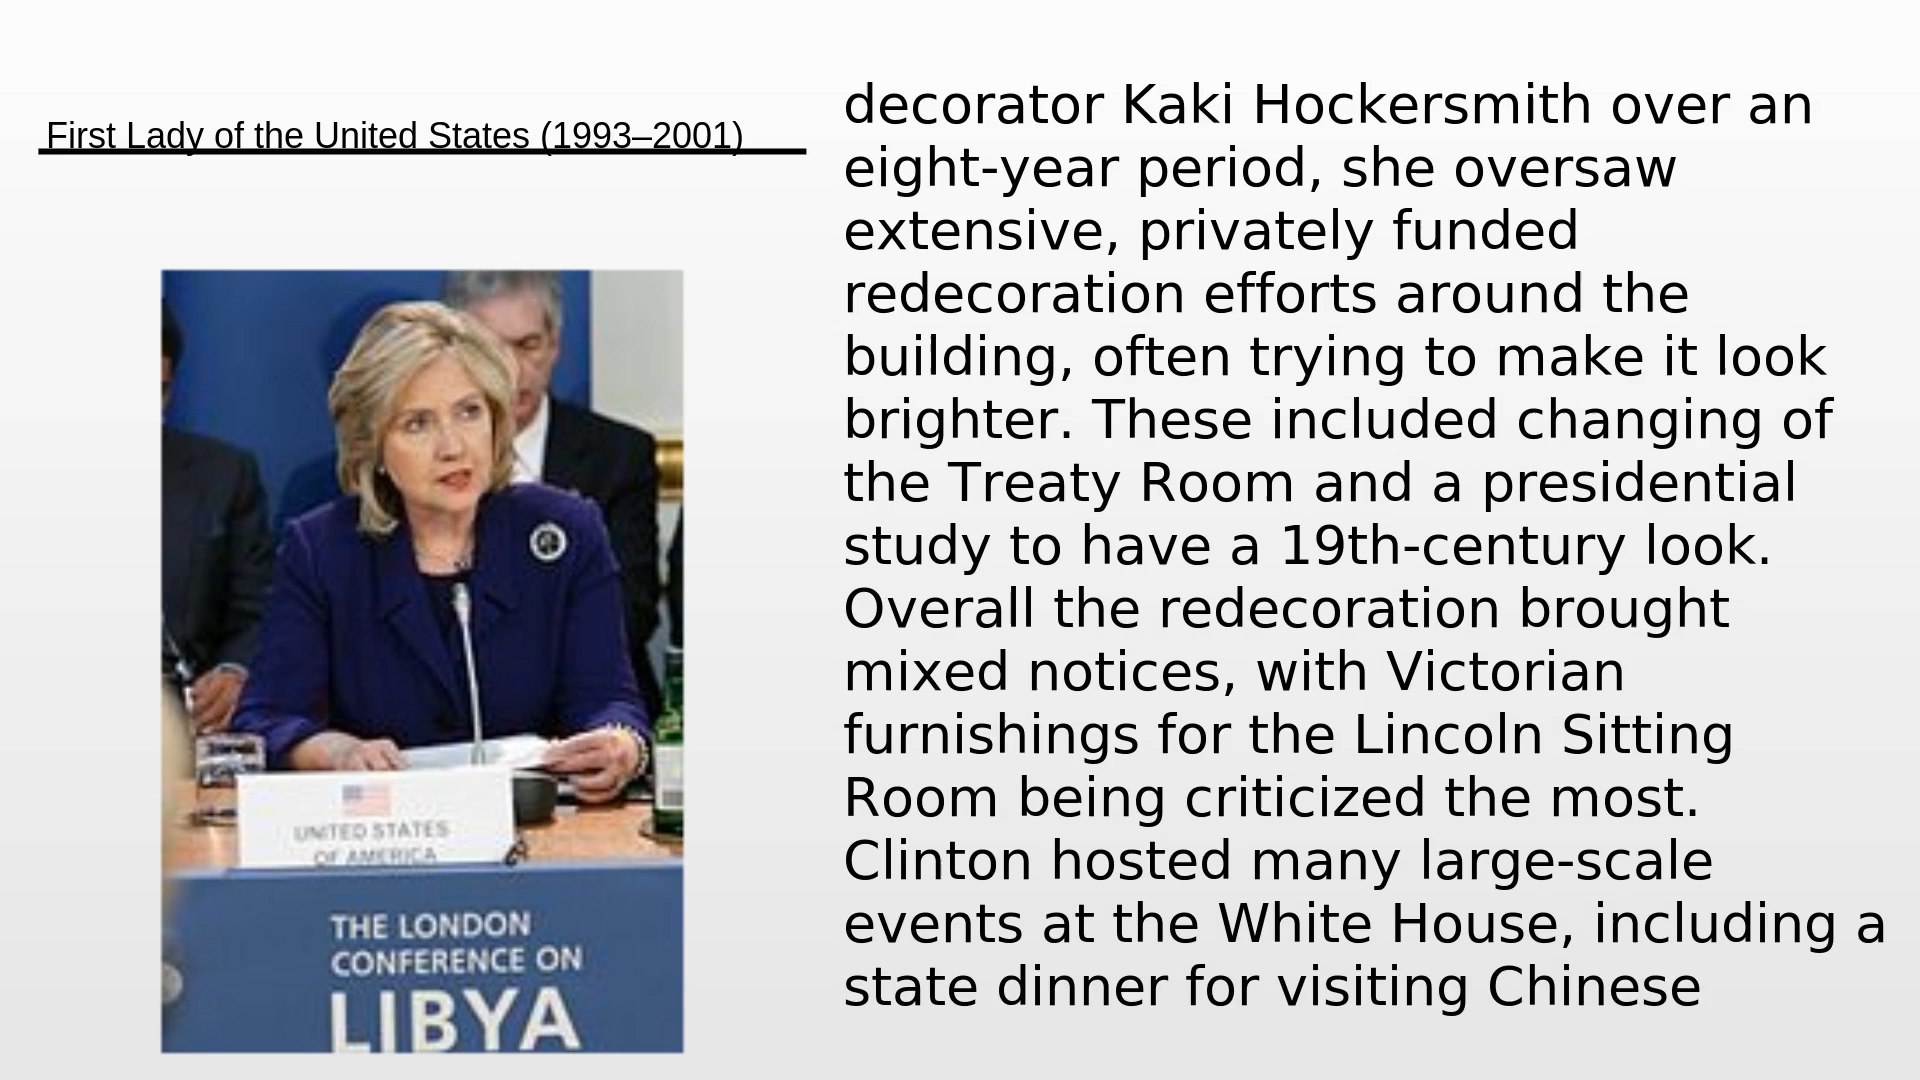 First Lady of the United States (1993–2001)
decorator Kaki Hockersmith over an
eight-year period, she oversaw
extensive, privately funded
redecoration efforts around the
building, often trying to make it look
brighter. These included changing of
the Treaty Room and a presidential
study to have a 19th-century look.
Overall the redecoration brought
mixed notices, with Victorian
furnishings for the Lincoln Sitting
Room being criticized the most.
Clinton hosted many large-scale
events at the White House, including a
state dinner for visiting Chinese
UNITED STATES
OF AMERICA
THE LONDON
CONFERENCE ON
LIBYA